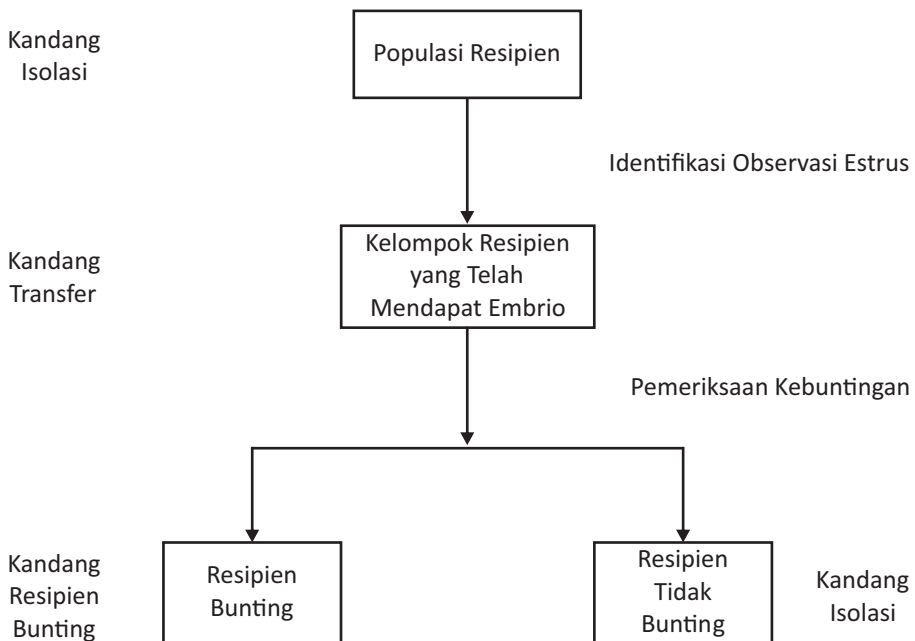 Kandang
Isolasi
Populasi Resipien
Identifikasi Observasi Estrus
Kandang
Transfer
Kelompok Resipien
yang Telah
Mendapat Embrio
Pemeriksaan Kebuntingan
Kandang
Resipien
Bunting
Resipien
Bunting
Resipien
Tidak
Bunting
Kandang
Isolasi